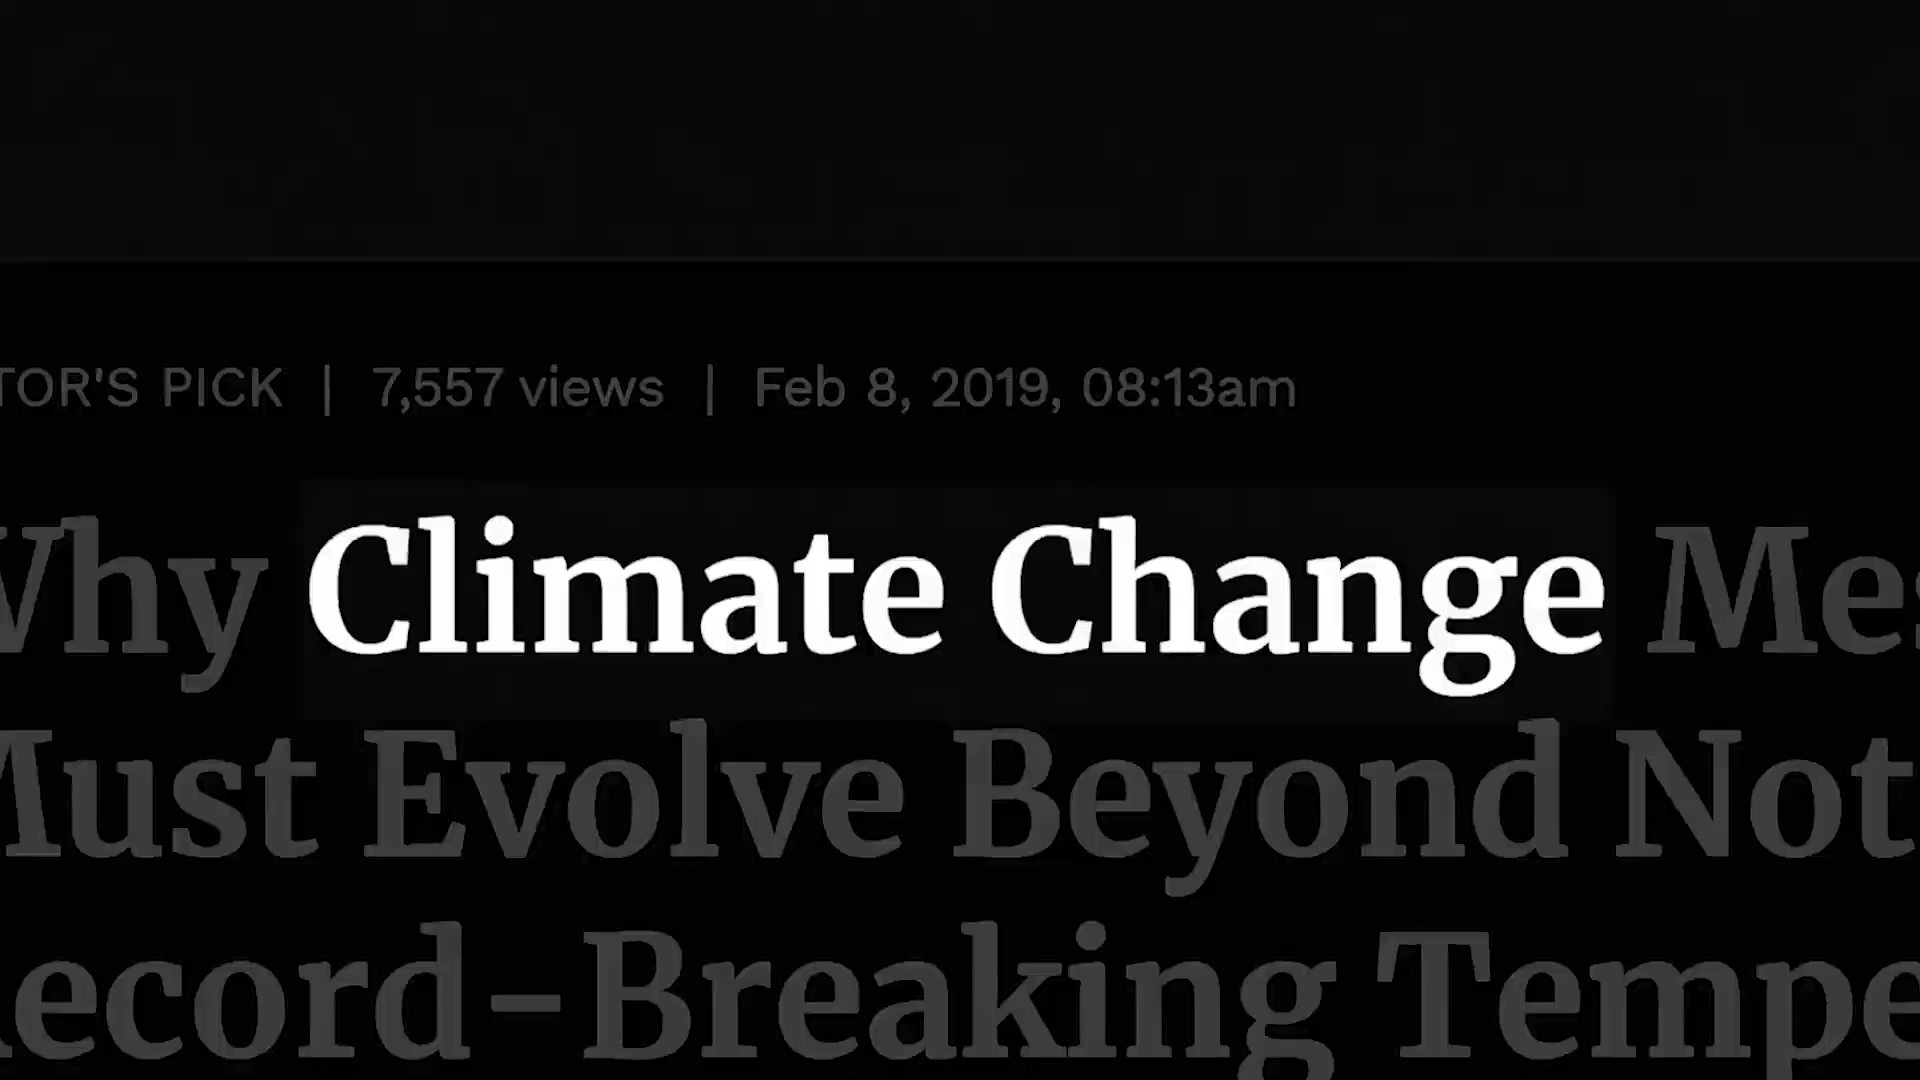 TOR'S PICK | 7,557 views | Feb 8, 2019, 08:13am
Why Climate Change Mes
Must Evolve Beyond Not
Record-Breaking Tempe